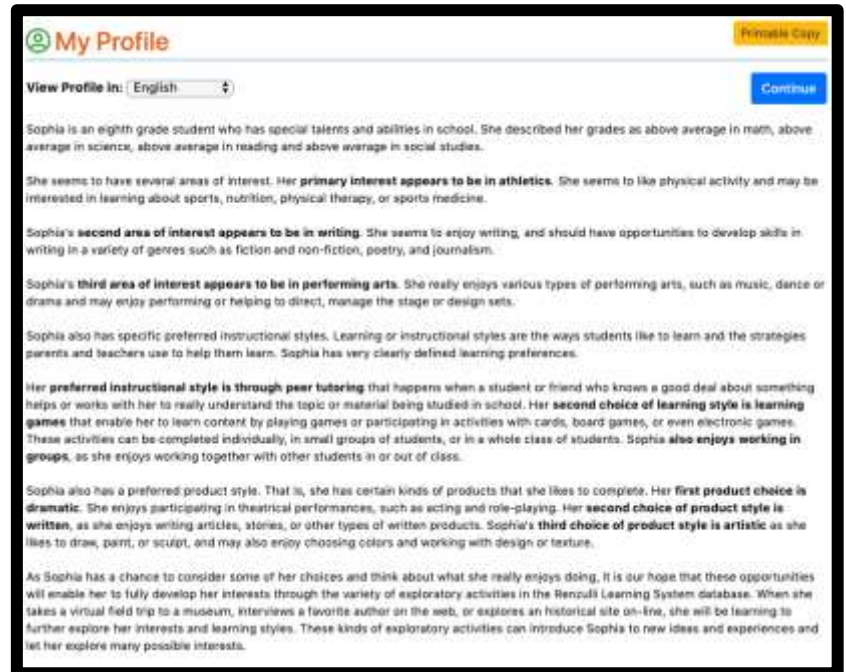 My Profile
Printable Copy
View Profile in: English
Continue
Sophia is an eighth grade student who has special talents and abilities in school. She described her grades as above average in math, above
average in science, above average in reading and above average in social studies.
She seems to have several areas of interest. Her primary interest appears to be in athletics. She seems to like physical activity and may be
interested in learning about sports, nutrition, physical therapy, or sports medicine.
Sophia's second area of interest appears to be in writing. She seems to enjoy writing, and should have opportunities to develop skills in
writing in a variety of genres such as fiction and non-fiction, poetry, and journalism.
Sophia's third area of interest appears to be in performing arts. She really enjoys various types of performing arts, such as music, dance or
drama and may enjoy performing or helping to direct, manage the stage or design sets.
Sophia also has specific preferred instructional styles. Learning or instructional styles are the ways students like to learn and the strategies
parents and teachers use to help them learn. Sophia has very clearly defined learning preferences.
Her preferred instructional style is through peer tutoring that happens when a student or friend who knows a good deal about something
helps or works with her to really understand the topic or material being studied in school. Her second choice of learning style is learning
games that enable her to learn content by playing games or participating in activities with cards, board games, or even electronic games.
These activities can be completed individually, in small groups of students, or in a whole class of students. Sophia also enjoys working in
groups, as she enjoys working together with other students in or out of class.
Sophia also has a preferred product style. That is, she has certain kinds of products that she likes to complete. Her first product choice is
dramatic. She enjoys participating in theatrical performances, such as acting and role-playing. Her second choice of product style is
written, as she enjoys writing articles, stories, or other types of written products. Sophia's third choice of product style is artistic as she
likes to draw, paint, or sculpt, and may also enjoy choosing colors and working with design or texture.
As Sophia has a chance to consider some of her choices and think about what she really enjoys doing, it is our hope that these opportunities
will enable her to fully develop her interests through the variety of exploratory activities in the Renzulli Learning System database. When she
takes a virtual field trip to a museum, interviews a favorite author on the web, or explores an historical site on-line, she will be learning to
further explore her interests and learning styles. These kinds of exploratory activities can introduce Sophia to new ideas and experiences and
let her explore many possible interests.